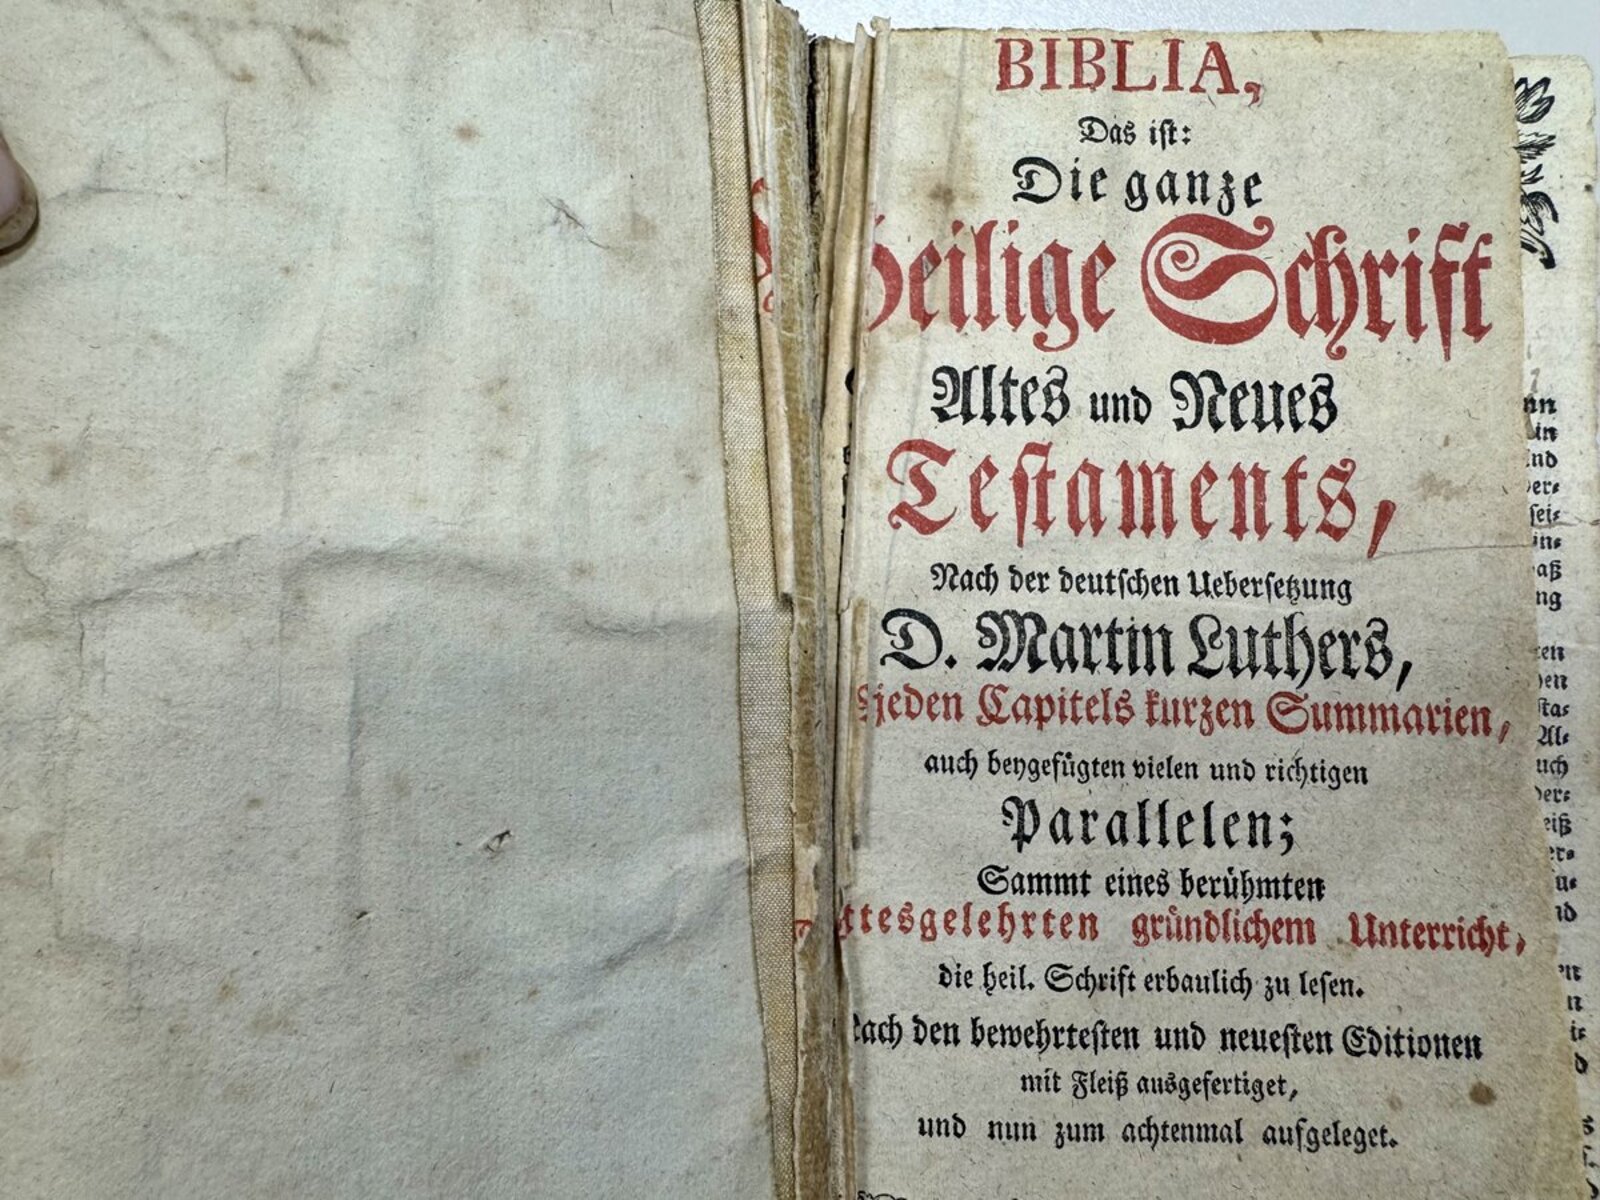 BIBLIA,
Das ist:
Die ganze
Heilige Schrift
Altes und Neues
Testaments,
Nach der deutschen Uebersetzung
D. Martin Luthers,
jeden Capitels kurzen Summarien,
auch beygefügten vielen und richtigen
Parallelen;
Sammt eines berühmten
Gottesgelehrten gründlichem Unterricht,
die heil. Schrift erbaulich zu lesen.
Nach den bewehrtesten und neuesten Editionen
mit Fleiß ausgefertiget,
und nun zum achtenmal aufgeleget.